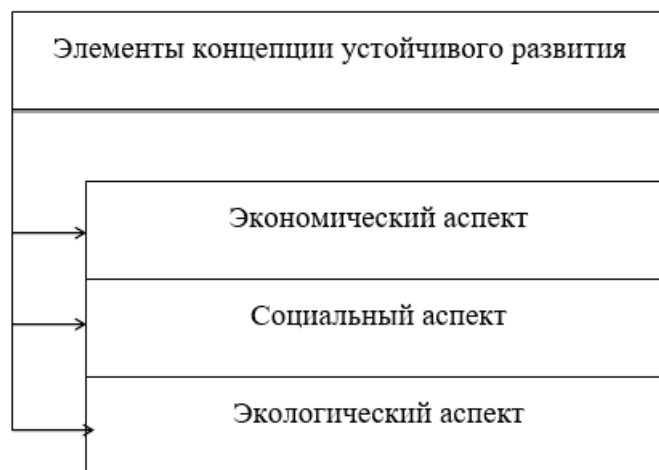 Элементы концепции устойчивого развития
Экономический аспект
Социальный аспект
Экологический аспект